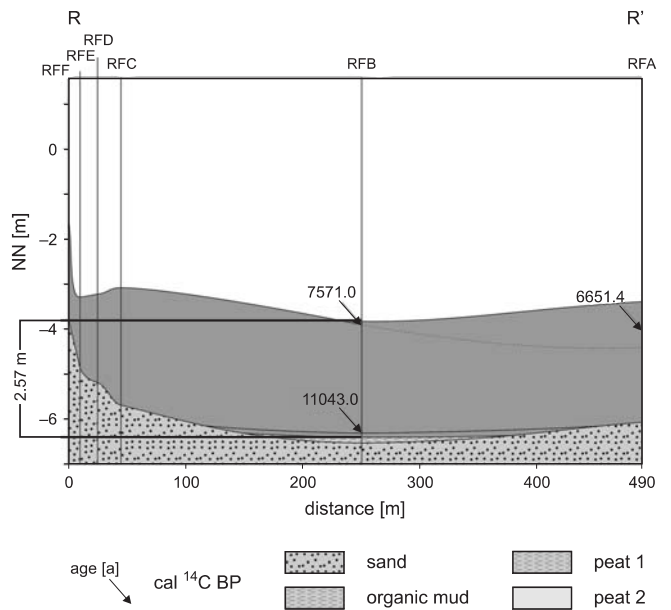 R R'
RFD
RFE
RFF RFC RFB RFA
0
−2
−4
−6
NN [m]
2.57 m
7571.0
6651.4
11043.0
0 100 200 300 400 490
distance [m]
age [a]
cal 14C BP
sand
organic mud
peat 1
peat 2